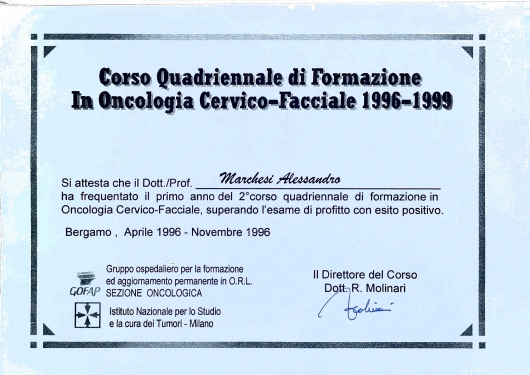 Corso Quadriennale di Formazione
In Oncologia Cervico-Facciale 1996-1999
Si attesta che il Dott./Prof. Marchesi Alessandro
ha frequentato il primo anno del 2°corso quadriennale di formazione in
Oncologia Cervico-Facciale, superando l'esame di profitto con esito positivo.
Bergamo , Aprile 1996 - Novembre 1996
Gruppo ospedaliero per la formazione
ed aggiornamento permanente in O.R.L.
SEZIONE ONCOLOGICA
GOFAP
Istituto Nazionale per lo Studio
e la cura dei Tumori - Milano
Il Direttore del Corso
Dott. R. Molinari